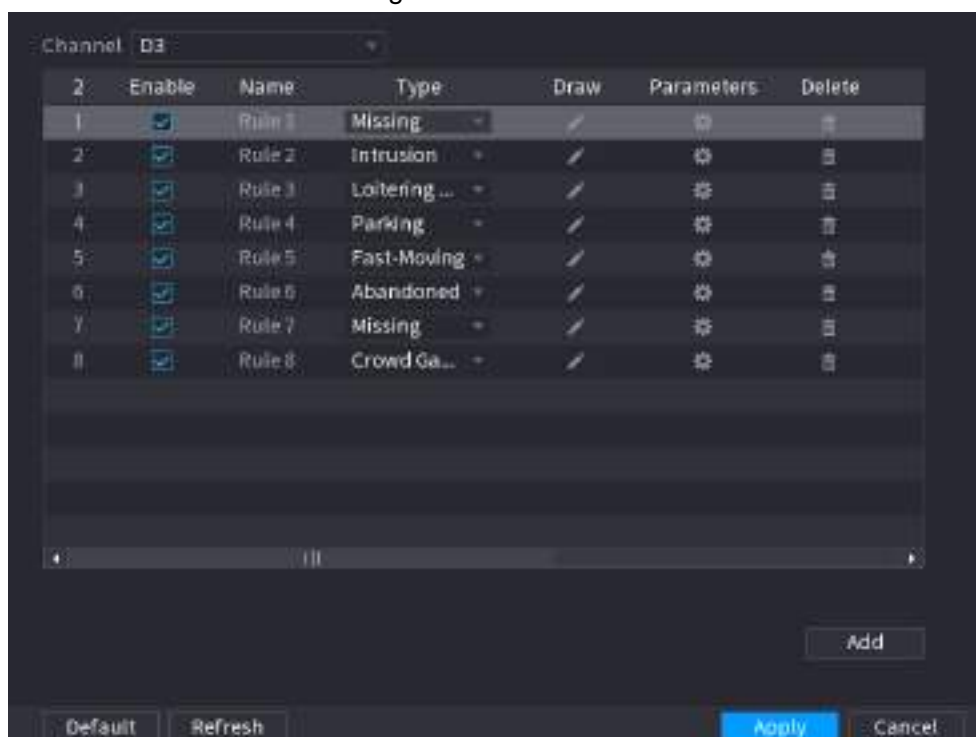 Channel D3
2 Enable Name Type Draw Parameters Delete
1 Rule 1 Missing
2 Rule 2 Intrusion
3 Rule 3 Loitering ...
4 Rule 4 Parking
5 Rule 5 Fast-Moving
6 Rule 6 Abandoned
7 Rule 7 Missing
8 Rule 8 Crowd Ga...
Add
Default Refresh Apply Cancel